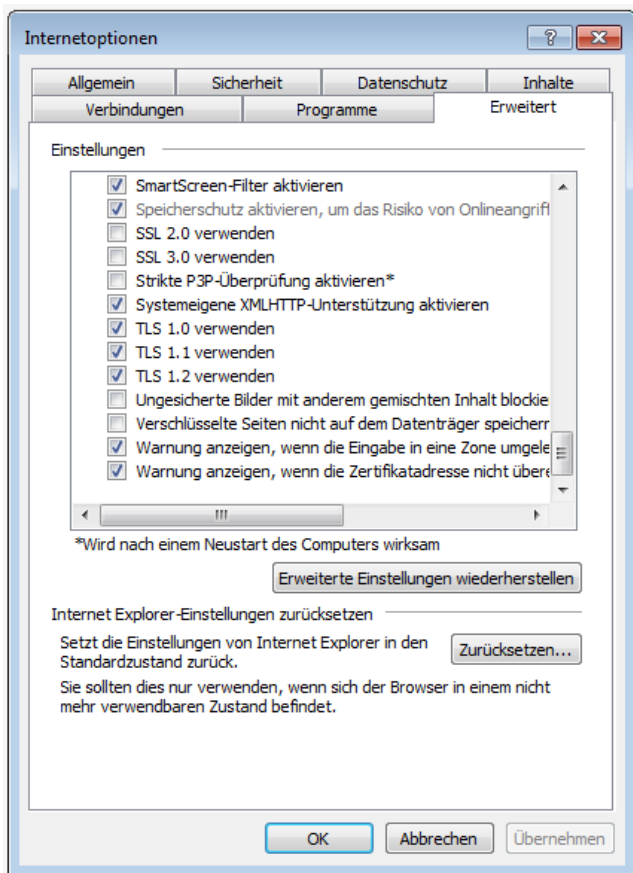 Internetoptionen
Allgemein Sicherheit Datenschutz Inhalte
Verbindungen Programme Erweitert
Einstellungen
SmartScreen-Filter aktivieren
Speicherschutz aktivieren, um das Risiko von Onlineangriff
SSL 2.0 verwenden
SSL 3.0 verwenden
Strikte P3P-Überprüfung aktivieren*
Systemeigene XMLHTTP-Unterstützung aktivieren
TLS 1.0 verwenden
TLS 1.1 verwenden
TLS 1.2 verwenden
Ungesicherte Bilder mit anderem gemischten Inhalt blockie
Verschlüsselte Seiten nicht auf dem Datenträger speichern
Warnung anzeigen, wenn die Eingabe in eine Zone umgele
Warnung anzeigen, wenn die Zertifikatadresse nicht übere
*Wird nach einem Neustart des Computers wirksam
Erweiterte Einstellungen wiederherstellen
Internet Explorer-Einstellungen zurücksetzen
Setzt die Einstellungen von Internet Explorer in den
Standardzustand zurück.
Zurücksetzen...
Sie sollten dies nur verwenden, wenn sich der Browser in einem nicht
mehr verwendbaren Zustand befindet.
OK Abbrechen Übernehmen